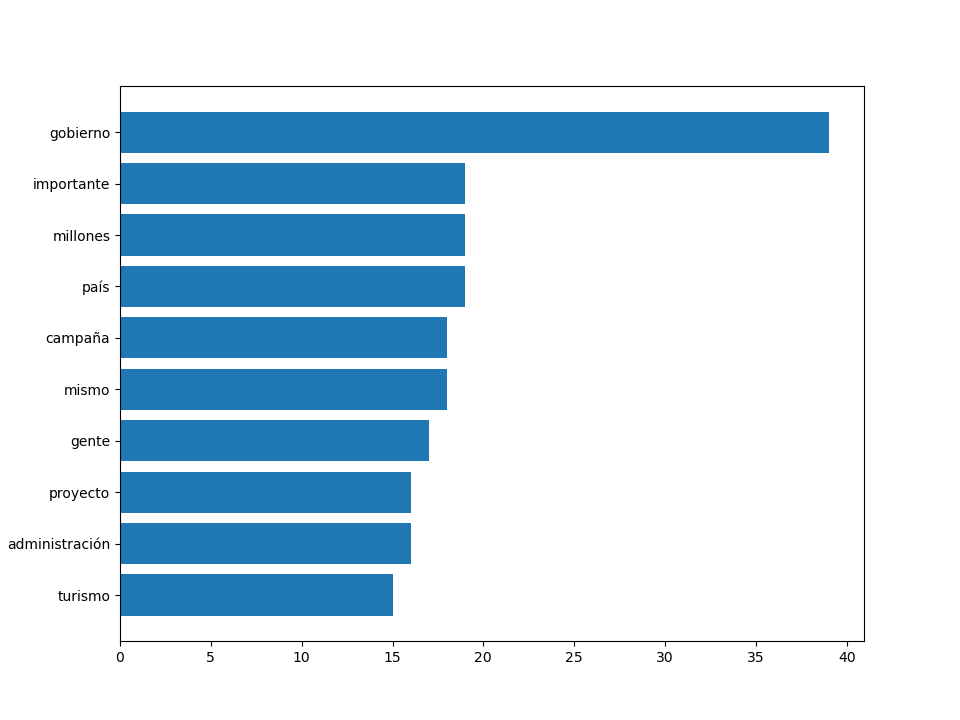 gobierno
importante
millones
país
campaña
mismo
gente
proyecto
administración
turismo
0 5 10 15 20 25 30 35 40